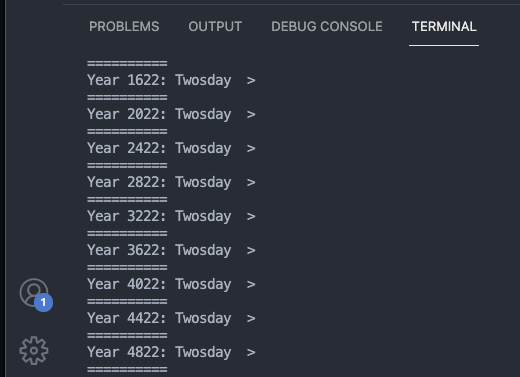 PROBLEMS OUTPUT DEBUG CONSOLE TERMINAL
==========
Year 1622: Twosday  >
==========
Year 2022: Twosday  >
==========
Year 2422: Twosday  >
==========
Year 2822: Twosday  >
==========
Year 3222: Twosday  >
==========
Year 3622: Twosday  >
==========
Year 4022: Twosday  >
==========
Year 4422: Twosday  >
==========
Year 4822: Twosday  >
==========
1